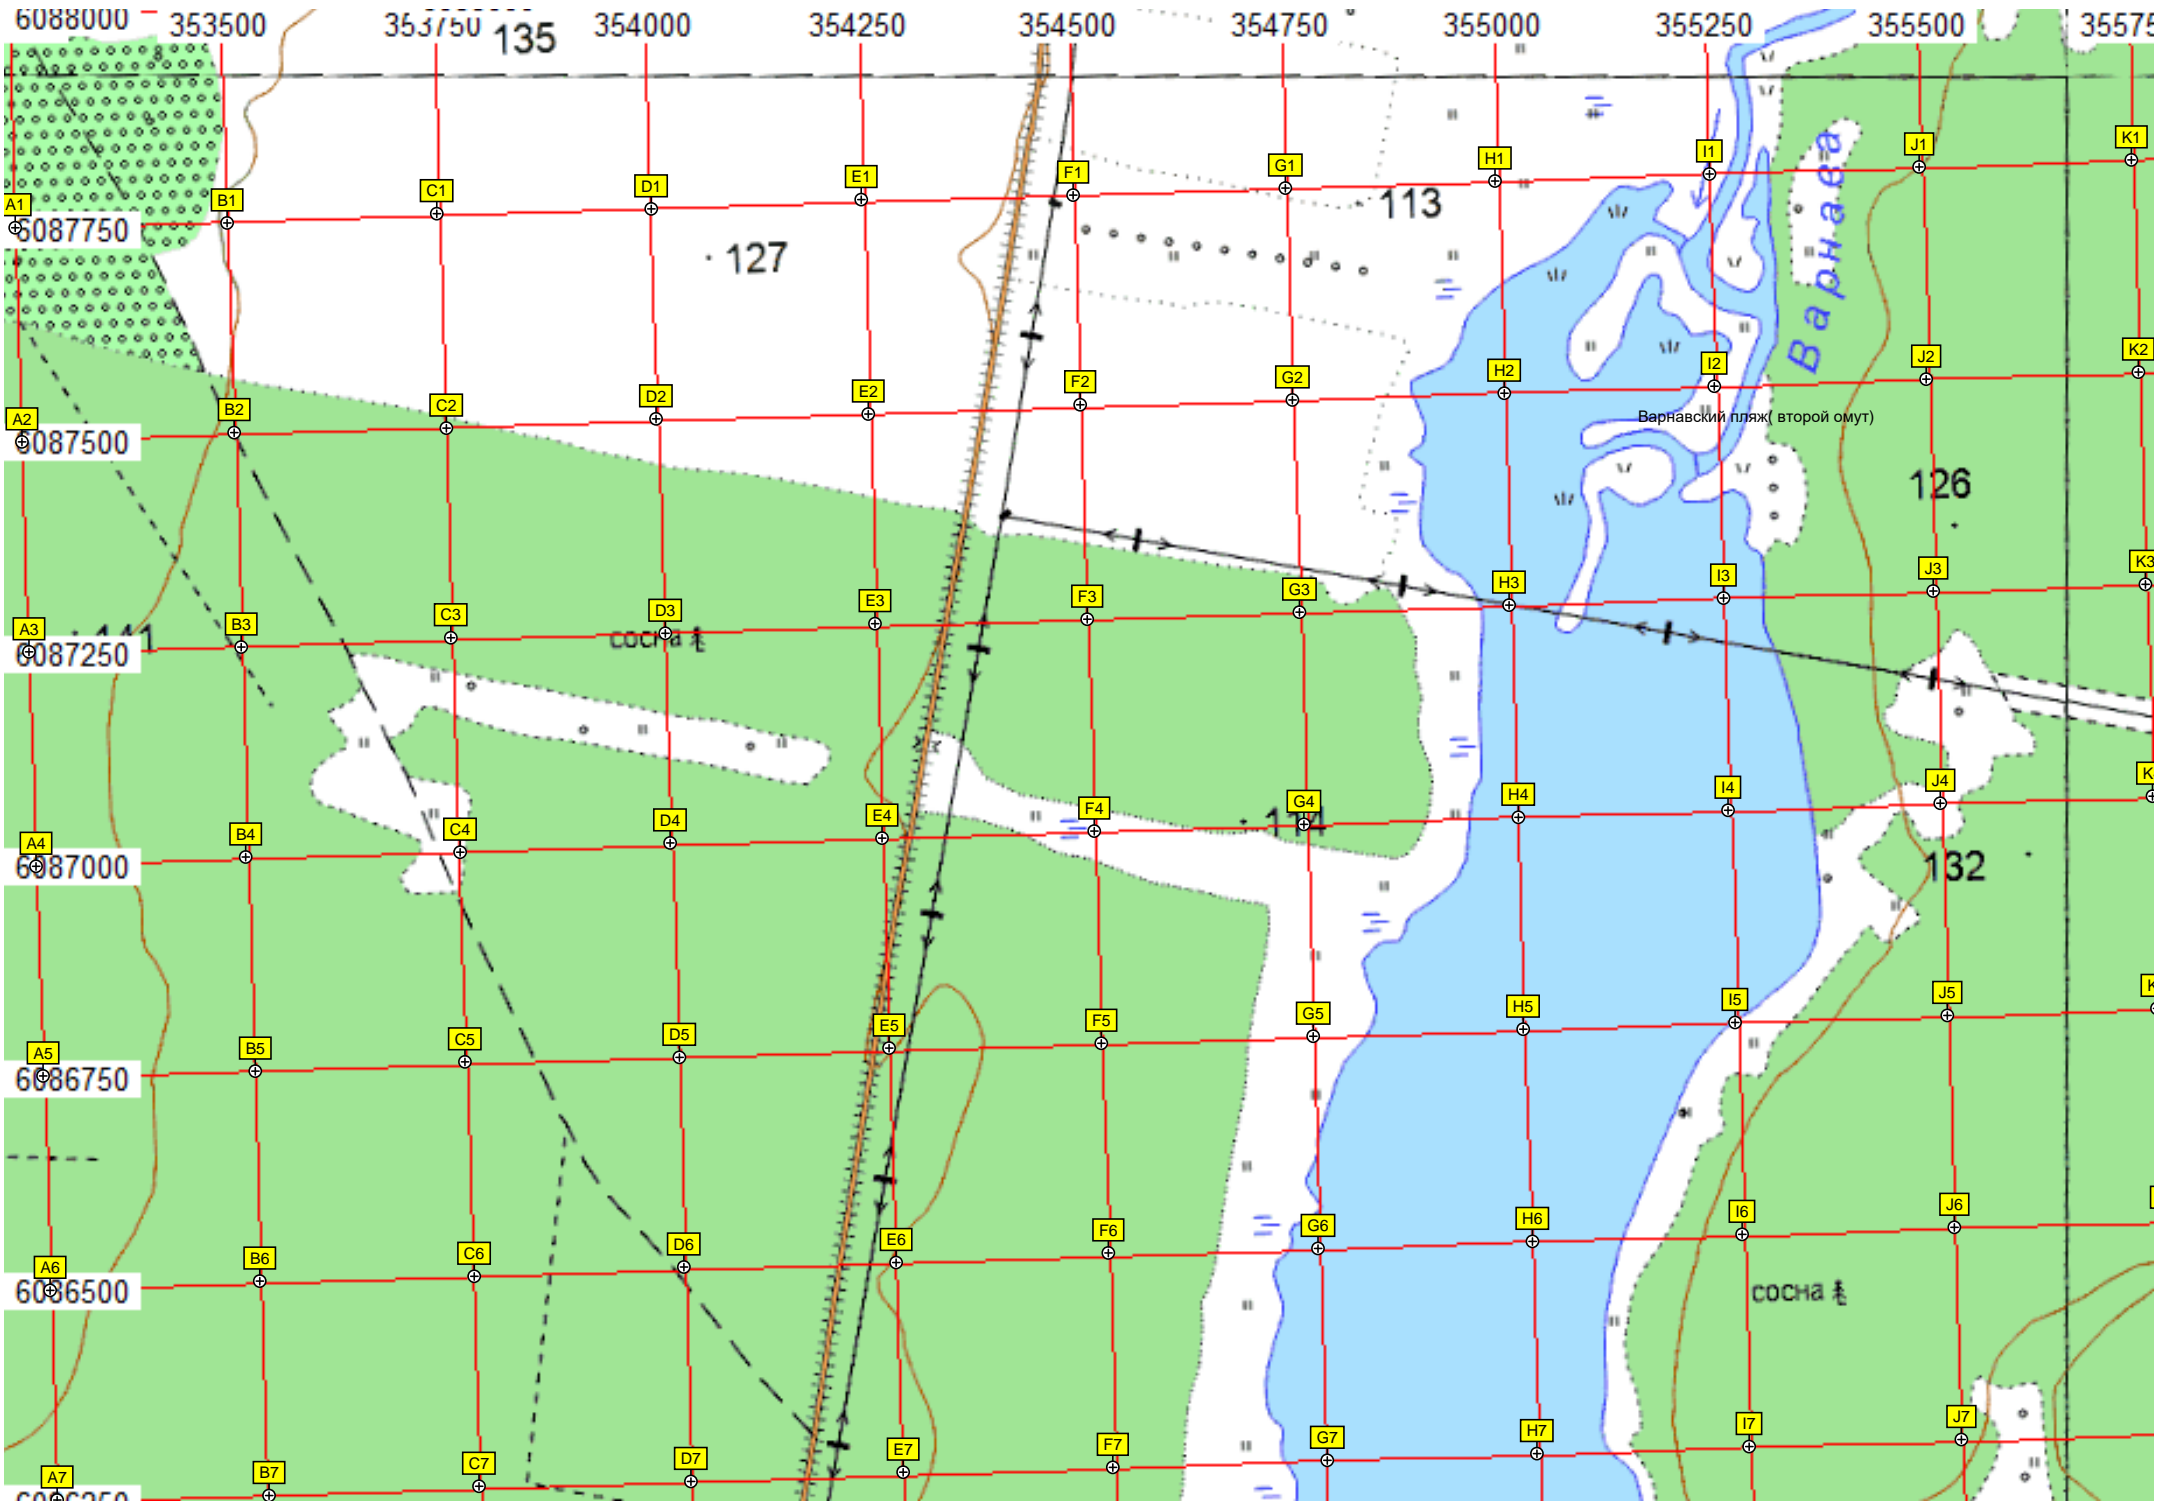 6088000 353500 353750 135 354000 354250 354500 354750 355000 355250 355500
A1 B1 C1 D1 E1 F1 G1 H1 I1 J1 K1
6087750 127 113 Варнава
A2 B2 C2 D2 E2 F2 G2 H2 I2 J2 K2
6087500 Варнавский пляж( второй омут)
126
A3 B3 C3 D3 E3 F3 G3 H3 I3 J3 K3
6087250 сосна
A4 B4 C4 D4 E4 F4 G4 H4 I4 J4
6087000 132
A5 B5 C5 D5 E5 F5 G5 H5 I5 J5
6086750
A6 B6 C6 D6 E6 F6 G6 H6 I6 J6
6086500 сосна
A7 B7 C7 D7 E7 F7 G7 H7 I7 J7